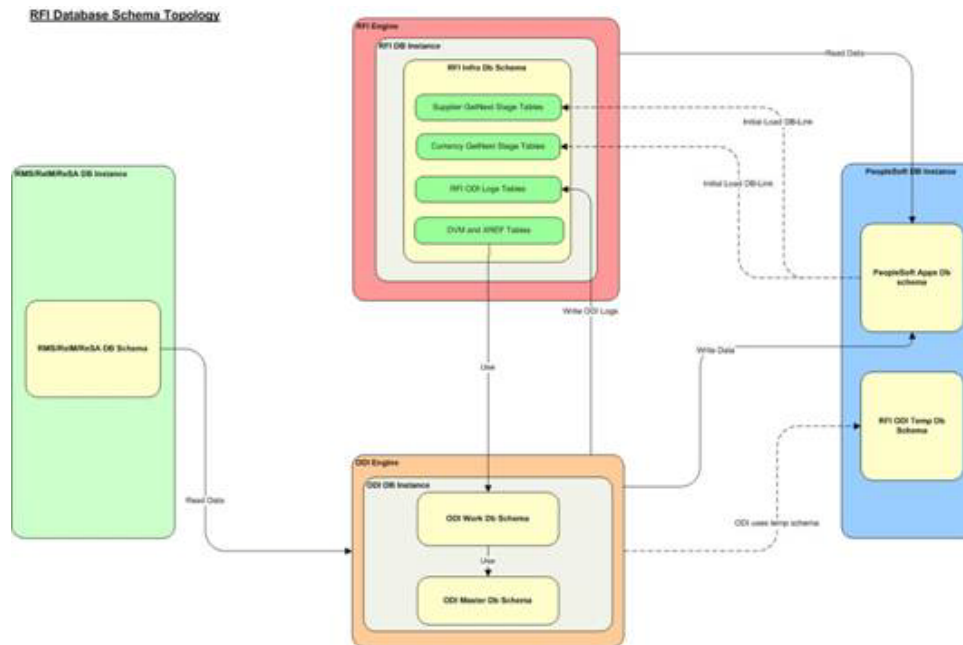 RFI Database Schema Topology
RFI Engine
RFI DB Instance
RFI Infra Db Schema
Supplier GetNext Stage Tables
Currency GetNext Stage Tables
RFI ODI Logs Tables
DVM and XREF Tables
Read Data
Initial Load DB-Link
Initial Load DB-Link
RMS/ReIM/ReSA DB Instance
RMS/ReIM/ReSA DB Schema
PeopleSoft DB Instance
PeopleSoft Apps Db
schema
RFI ODI Temp Db
Schema
Write ODI Logs
Write Data
Use
Read Data
ODI Engine
ODI DB Instance
ODI Work Db Schema
Use
ODI Master Db Schema
ODI uses temp schema